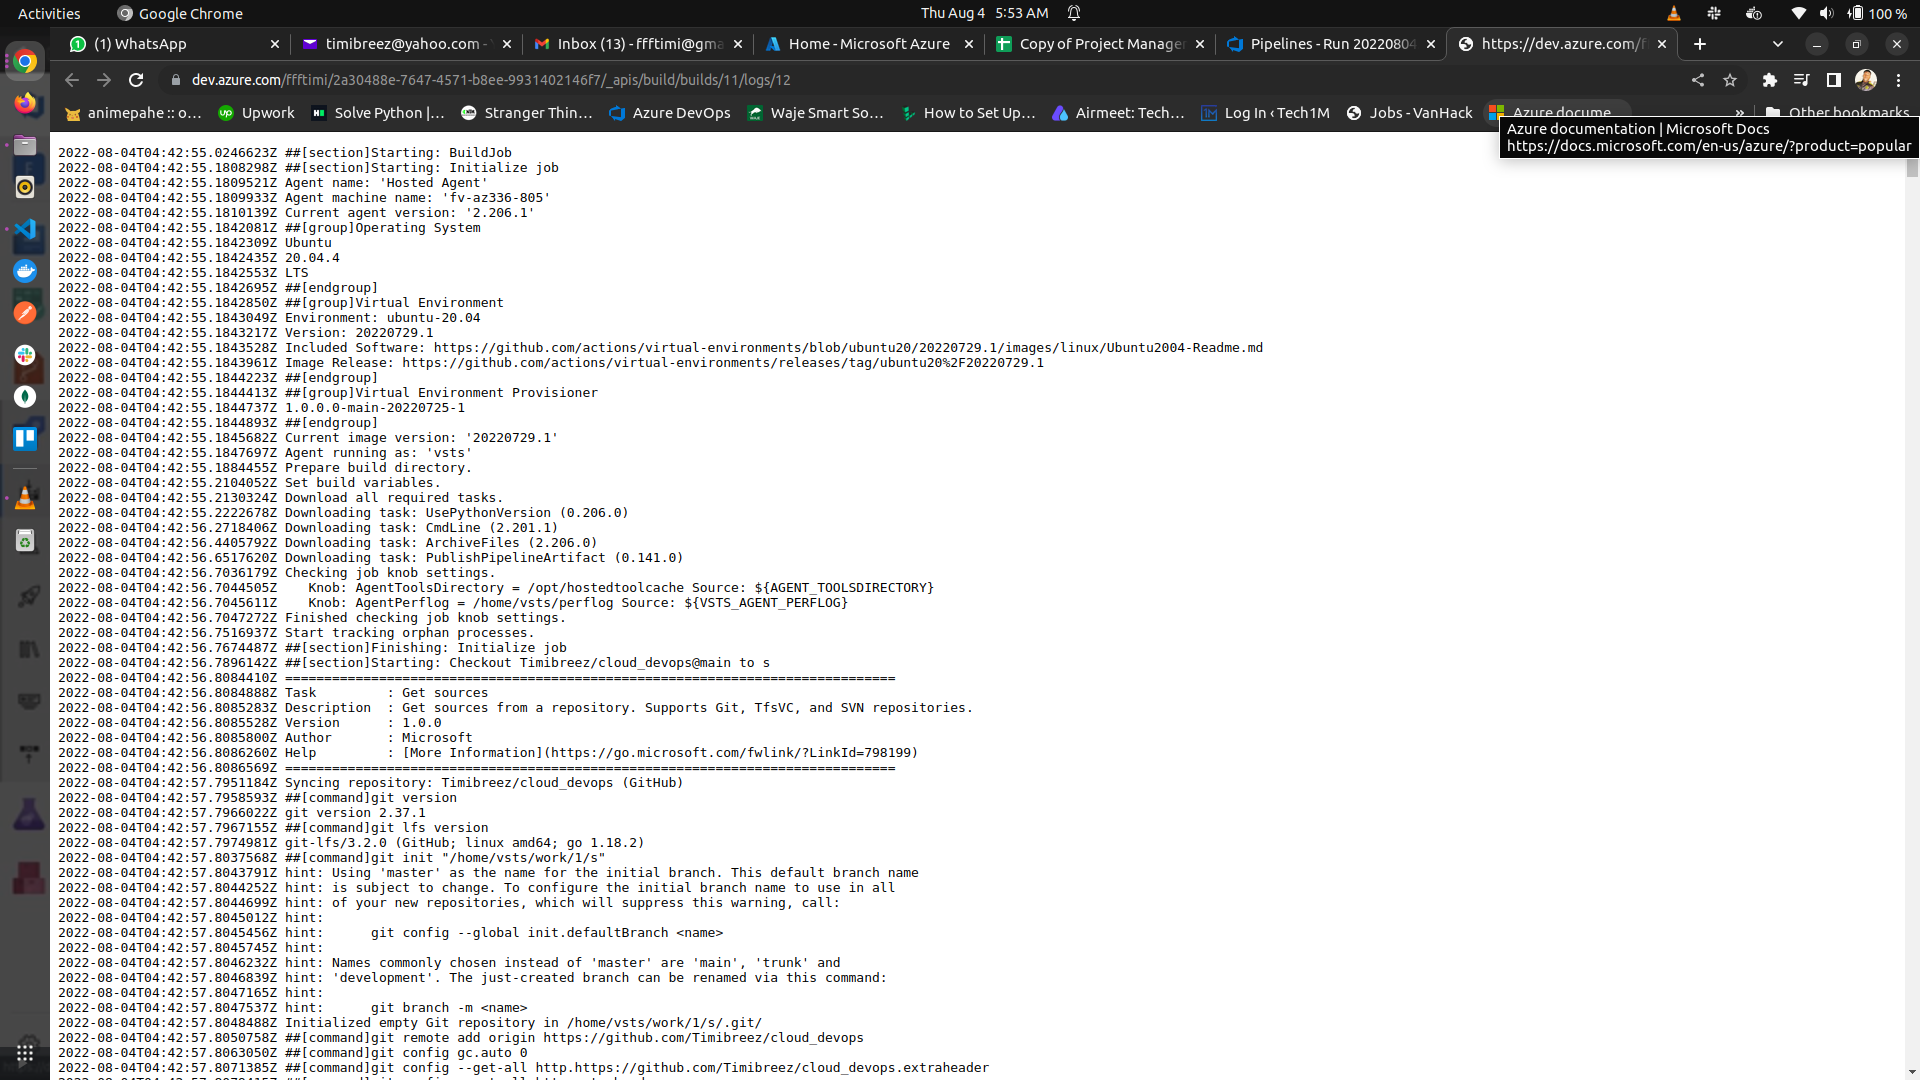 Activities
Google Chrome
Thu Aug 4 5:53 AM
100 %
(1) WhatsApp
timibreez@yahoo.com -
Inbox (13) - ffftimi@gma
Home - Microsoft Azure
Copy of Project Manager
Pipelines - Run 20220804
https://dev.azure.com/f
dev.azure.com/ffftimi/2a30488e-7647-4571-b8ee-9931402146f7/_apis/build/builds/11/logs/12
animepahe :: o…
Upwork
Solve Python |…
Stranger Thin…
Azure DevOps
Waje Smart So…
How to Set Up…
Airmeet: Tech…
Log In ‹ Tech1M
Jobs - VanHack
Azure docume…
»
Other bookmarks
Azure documentation | Microsoft Docs
https://docs.microsoft.com/en-us/azure/?product=popular
2022-08-04T04:42:55.0246623Z ##[section]Starting: BuildJob
2022-08-04T04:42:55.1808298Z ##[section]Starting: Initialize job
2022-08-04T04:42:55.1809521Z Agent name: 'Hosted Agent'
2022-08-04T04:42:55.1809933Z Agent machine name: 'fv-az336-805'
2022-08-04T04:42:55.1810139Z Current agent version: '2.206.1'
2022-08-04T04:42:55.1842081Z ##[group]Operating System
2022-08-04T04:42:55.1842309Z Ubuntu
2022-08-04T04:42:55.1842435Z 20.04.4
2022-08-04T04:42:55.1842553Z LTS
2022-08-04T04:42:55.1842695Z ##[endgroup]
2022-08-04T04:42:55.1842850Z ##[group]Virtual Environment
2022-08-04T04:42:55.1843049Z Environment: ubuntu-20.04
2022-08-04T04:42:55.1843217Z Version: 20220729.1
2022-08-04T04:42:55.1843528Z Included Software: https://github.com/actions/virtual-environments/blob/ubuntu20/20220729.1/images/linux/Ubuntu2004-Readme.md
2022-08-04T04:42:55.1843961Z Image Release: https://github.com/actions/virtual-environments/releases/tag/ubuntu20%2F20220729.1
2022-08-04T04:42:55.1844223Z ##[endgroup]
2022-08-04T04:42:55.1844413Z ##[group]Virtual Environment Provisioner
2022-08-04T04:42:55.1844737Z 1.0.0.0-main-20220725-1
2022-08-04T04:42:55.1844893Z ##[endgroup]
2022-08-04T04:42:55.1845682Z Current image version: '20220729.1'
2022-08-04T04:42:55.1847697Z Agent running as: 'vsts'
2022-08-04T04:42:55.1884455Z Prepare build directory.
2022-08-04T04:42:55.2104052Z Set build variables.
2022-08-04T04:42:55.2130324Z Download all required tasks.
2022-08-04T04:42:55.2222678Z Downloading task: UsePythonVersion (0.206.0)
2022-08-04T04:42:56.2718406Z Downloading task: CmdLine (2.201.1)
2022-08-04T04:42:56.4405792Z Downloading task: ArchiveFiles (2.206.0)
2022-08-04T04:42:56.6517620Z Downloading task: PublishPipelineArtifact (0.141.0)
2022-08-04T04:42:56.7036179Z Checking job knob settings.
2022-08-04T04:42:56.7044505Z    Knob: AgentToolsDirectory = /opt/hostedtoolcache Source: ${AGENT_TOOLSDIRECTORY}
2022-08-04T04:42:56.7045611Z    Knob: AgentPerflog = /home/vsts/perflog Source: ${VSTS_AGENT_PERFLOG}
2022-08-04T04:42:56.7047272Z Finished checking job knob settings.
2022-08-04T04:42:56.7516937Z Start tracking orphan processes.
2022-08-04T04:42:56.7674487Z ##[section]Finishing: Initialize job
2022-08-04T04:42:56.7896142Z ##[section]Starting: Checkout Timibreez/cloud_devops@main to s
2022-08-04T04:42:56.8084410Z ==============================================================================
2022-08-04T04:42:56.8084888Z Task         : Get sources
2022-08-04T04:42:56.8085283Z Description  : Get sources from a repository. Supports Git, TfsVC, and SVN repositories.
2022-08-04T04:42:56.8085528Z Version      : 1.0.0
2022-08-04T04:42:56.8085800Z Author       : Microsoft
2022-08-04T04:42:56.8086260Z Help         : [More Information](https://go.microsoft.com/fwlink/?LinkId=798199)
2022-08-04T04:42:56.8086569Z ==============================================================================
2022-08-04T04:42:57.7951184Z Syncing repository: Timibreez/cloud_devops (GitHub)
2022-08-04T04:42:57.7958593Z ##[command]git version
2022-08-04T04:42:57.7966022Z git version 2.37.1
2022-08-04T04:42:57.7967155Z ##[command]git lfs version
2022-08-04T04:42:57.7974981Z git-lfs/3.2.0 (GitHub; linux amd64; go 1.18.2)
2022-08-04T04:42:57.8037568Z ##[command]git init "/home/vsts/work/1/s"
2022-08-04T04:42:57.8043791Z hint: Using 'master' as the name for the initial branch. This default branch name
2022-08-04T04:42:57.8044252Z hint: is subject to change. To configure the initial branch name to use in all
2022-08-04T04:42:57.8044699Z hint: of your new repositories, which will suppress this warning, call:
2022-08-04T04:42:57.8045012Z hint:
2022-08-04T04:42:57.8045456Z hint:      git config --global init.defaultBranch <name>
2022-08-04T04:42:57.8045745Z hint:
2022-08-04T04:42:57.8046232Z hint: Names commonly chosen instead of 'master' are 'main', 'trunk' and
2022-08-04T04:42:57.8046839Z hint: 'development'. The just-created branch can be renamed via this command:
2022-08-04T04:42:57.8047165Z hint:
2022-08-04T04:42:57.8047537Z hint:      git branch -m <name>
2022-08-04T04:42:57.8048488Z Initialized empty Git repository in /home/vsts/work/1/s/.git/
2022-08-04T04:42:57.8050758Z ##[command]git remote add origin https://github.com/Timibreez/cloud_devops
2022-08-04T04:42:57.8063050Z ##[command]git config gc.auto 0
2022-08-04T04:42:57.8071385Z ##[command]git config --get-all http.https://github.com/Timibreez/cloud_devops.extraheader